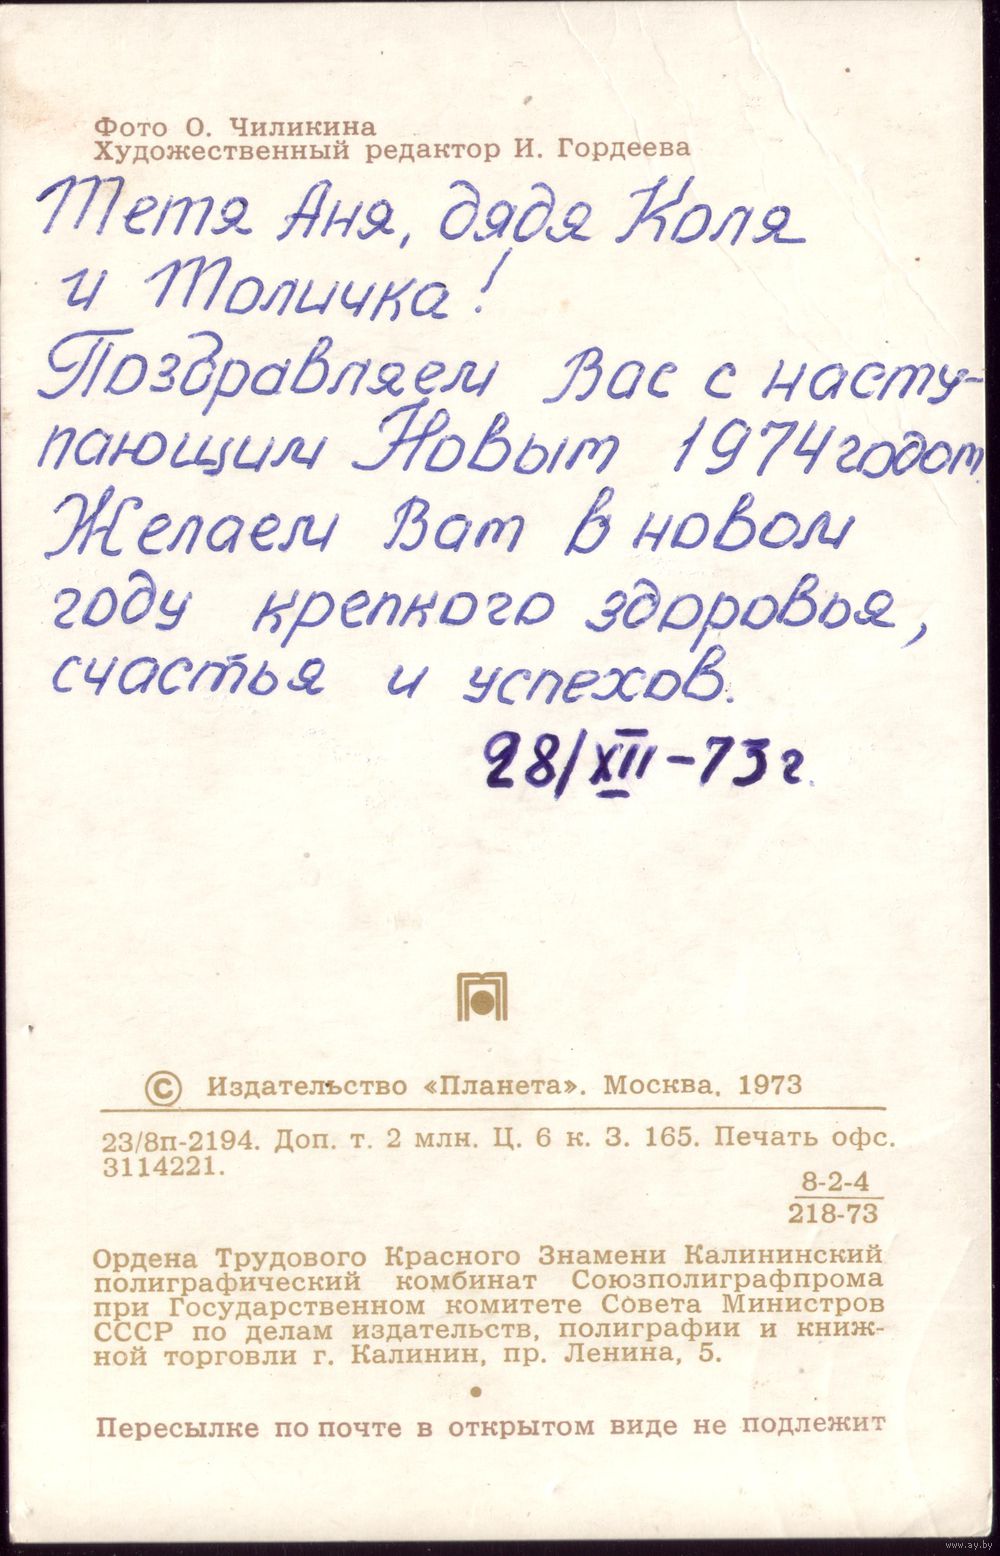 Фото О. Чиликина
Художественный редактор И. Гордеева
Тетя Аня, дядя Коля
и Толичка!
Поздравляем Вас с насту-
пающим Новым 1974 годом.
Желаем Вам в новом
году крепкого здоровья,
счастья и успехов.
28/XII-73 г.
© Издательство «Планета». Москва, 1973
23/8п-2194. Доп. т. 2 млн. Ц. 6 к. З. 165. Печать офс.
3114221.
8-2-4
218-73
Ордена Трудового Красного Знамени Калининский
полиграфический комбинат Союзполиграфпрома
при Государственном комитете Совета Министров
СССР по делам издательств, полиграфии и книж-
ной торговли г. Калинин, пр. Ленина, 5.
Пересылке по почте в открытом виде не подлежит
www.ay.by